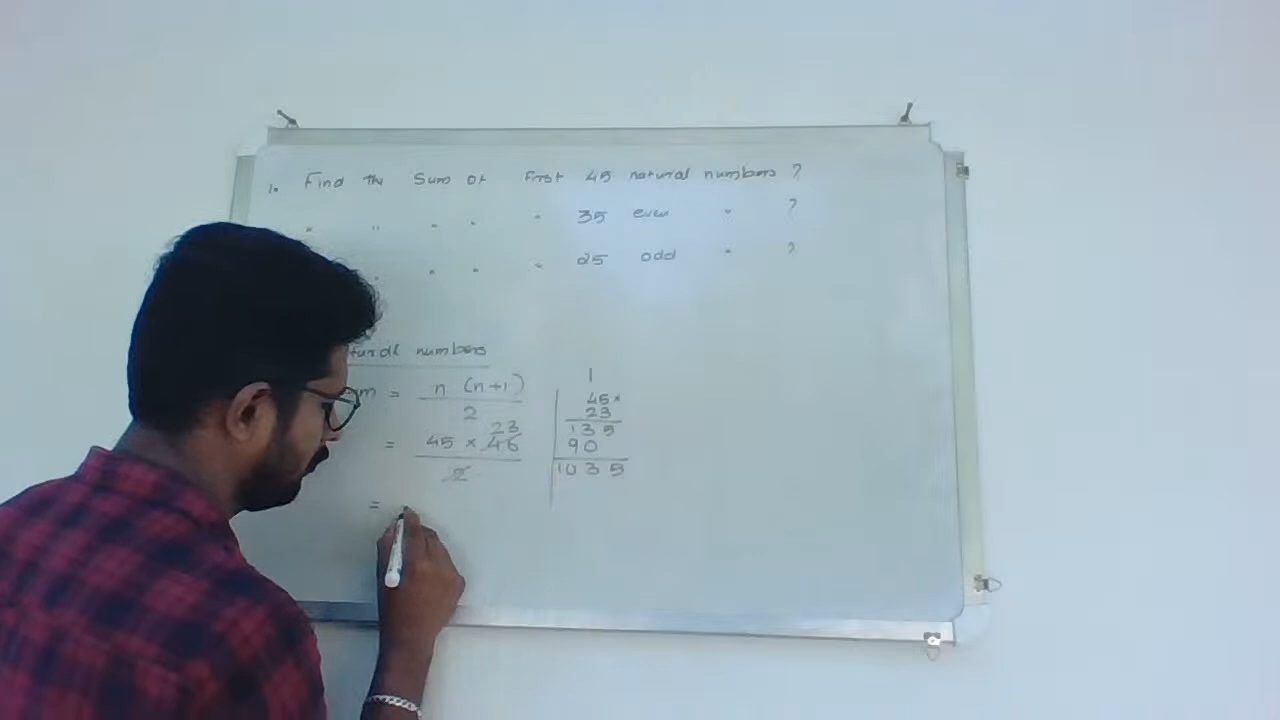 1. Find the Sum of First 45 natural numbers ?
" " " " " 35 even " ?
" " " " 25 odd " ?
numbers
= n (n+1)
2
23
= 45 × 46
2
=
1
45×
23
135
90
1035